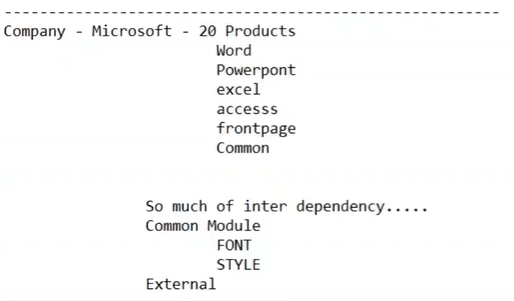 Company - Microsoft - 20 Products
Word
Powerpont
excel
accesss
frontpage
Common
So much of inter dependency.....
Common Module
FONT
STYLE
External